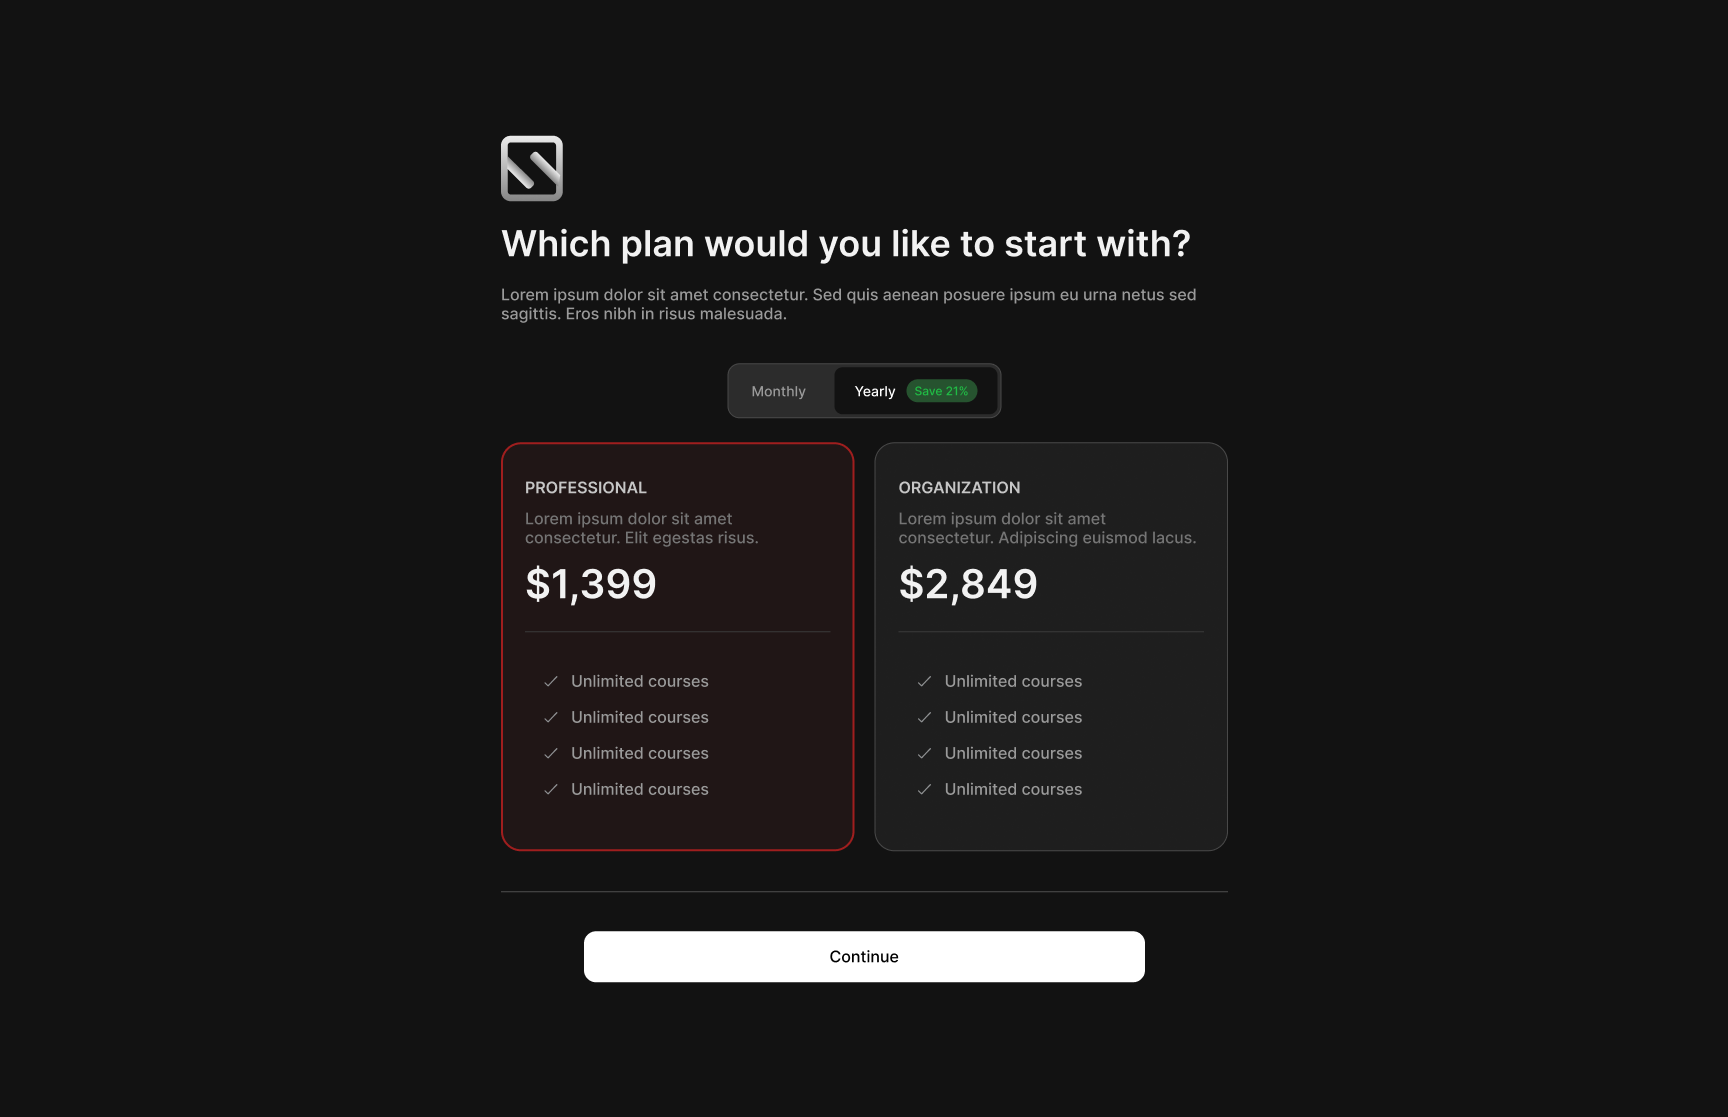 Which plan would you like to start with?
Lorem ipsum dolor sit amet consectetur. Sed quis aenean posuere ipsum eu urna netus sed
sagittis. Eros nibh in risus malesuada.
Monthly
Yearly
Save 21%
PROFESSIONAL
Lorem ipsum dolor sit amet
consectetur. Elit egestas risus.
$1,399
Unlimited courses
Unlimited courses
Unlimited courses
Unlimited courses
ORGANIZATION
Lorem ipsum dolor sit amet
consectetur. Adipiscing euismod lacus.
$2,849
Unlimited courses
Unlimited courses
Unlimited courses
Unlimited courses
Continue